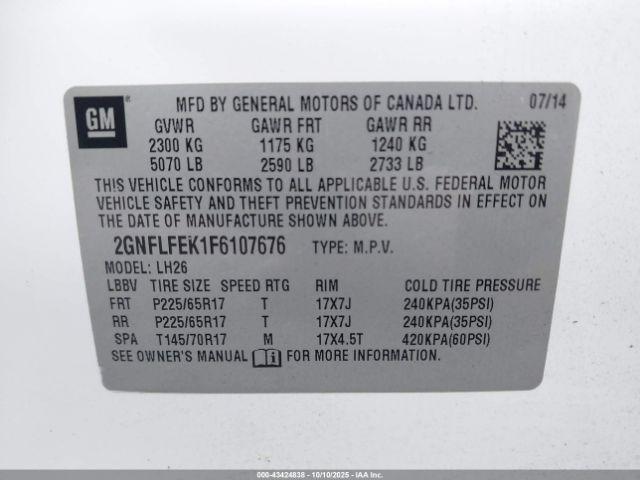 GM ®
MFD BY GENERAL MOTORS OF CANADA LTD. 07/14
GVWR GAWR FRT GAWR RR
2300 KG 1175 KG 1240 KG
5070 LB 2590 LB 2733 LB
THIS VEHICLE CONFORMS TO ALL APPLICABLE U.S. FEDERAL MOTOR
VEHICLE SAFETY AND THEFT PREVENTION STANDARDS IN EFFECT ON
THE DATE OF MANUFACTURE SHOWN ABOVE.
2GNFLFEK1F6107676 TYPE: M.P.V.
MODEL: LH26
LBBV TIRE SIZE SPEED RTG RIM COLD TIRE PRESSURE
FRT P225/65R17 T 17X7J 240KPA(35PSI)
RR P225/65R17 T 17X7J 240KPA(35PSI)
SPA T145/70R17 M 17X4.5T 420KPA(60PSI)
SEE OWNER'S MANUAL FOR MORE INFORMATION.
000-43424838 - 10/10/2025 - IAA Inc.